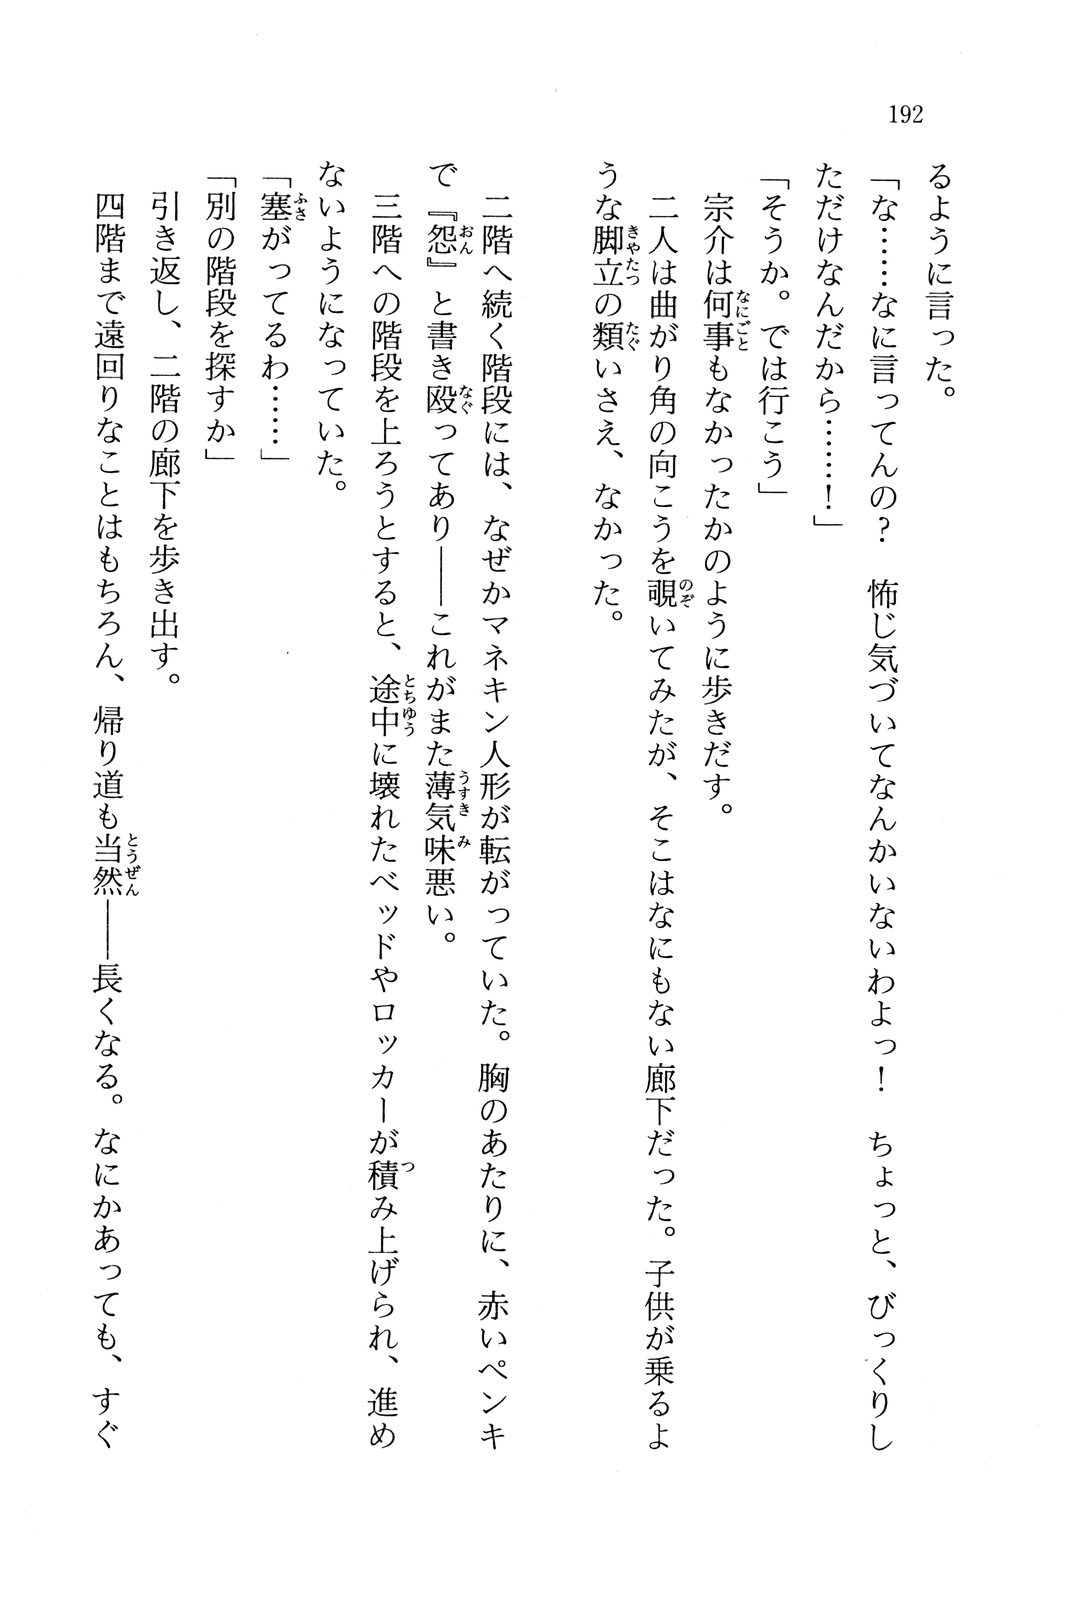 192
るように言った。
「な……なに言ってんの？　怖じ気づいてなんかいないわよっ！　ちょっと、びっくりし
ただけなんだから……！」
「そうか。では行こう」
宗介は何事もなかったかのように歩きだす。
二人は曲がり角の向こうを覗いてみたが、そこはなにもない廊下だった。子供が乗るよ
うな脚立の類いさえ、なかった。
二階へ続く階段には、なぜかマネキン人形が転がっていた。胸のあたりに、赤いペンキ
で『怨』と書き殴ってあり――これがまた薄気味悪い。
三階への階段を上ろうとすると、途中に壊れたベッドやロッカーが積み上げられ、進め
ないようになっていた。
「塞がってるわ……」
「別の階段を探すか」
引き返し、二階の廊下を歩き出す。
四階まで遠回りなことはもちろん、帰り道も当然――長くなる。なにかあっても、すぐ